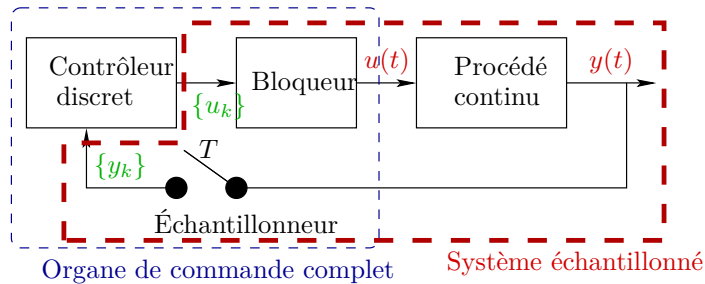 Contrôleur
discret
{u_k}
Bloqueur
u(t)
Procédé
continu
y(t)
{y_k}
T
Échantillonneur
Organe de commande complet
Système échantillonné